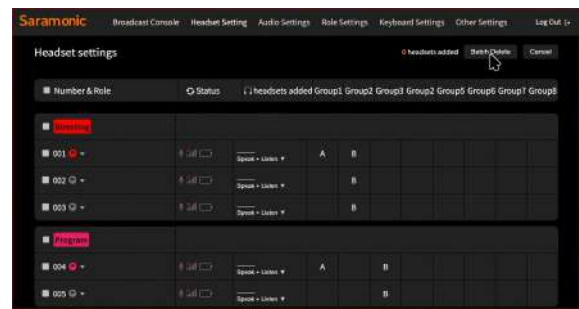 Saramonic Broadcast Console Headset Setting Audio Settings Role Settings Keyboard Settings Other Settings Log Out
Headset settings 0 headsets added Batch Delete Cancel
Number & Role Status headsets added Group1 Group2 Group3 Group2 Group5 Group6 Group7 Group8
Directing
001 Speak + Listen A B
002 Speak + Listen B
003 Speak + Listen B
Program
004 Speak + Listen A B
005 Speak + Listen B